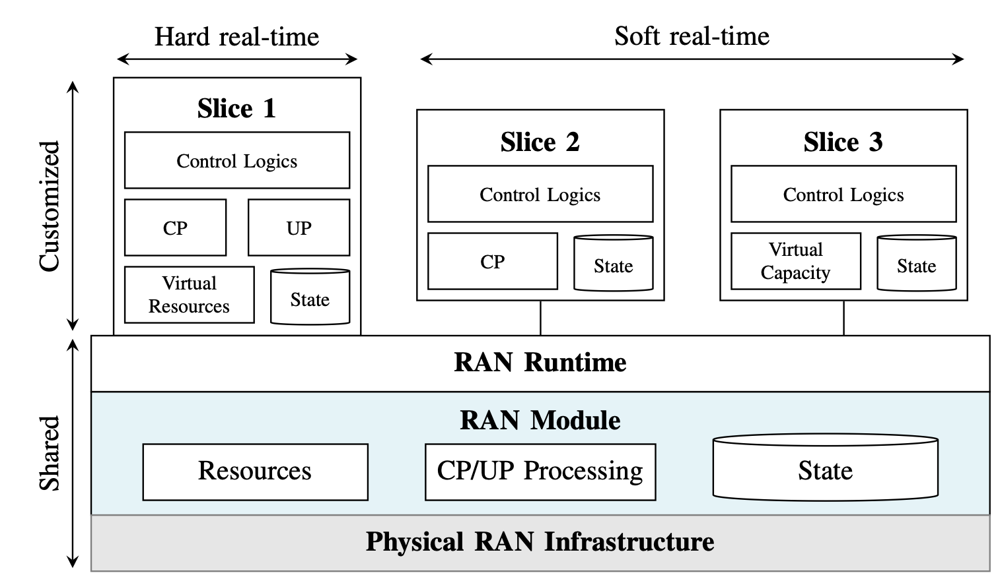 Hard real-time
Soft real-time
Customized
Slice 1
Control Logics
CP
UP
Virtual
Resources
State
Slice 2
Control Logics
CP
State
Slice 3
Control Logics
Virtual
Capacity
State
Shared
RAN Runtime
RAN Module
Resources
CP/UP Processing
State
Physical RAN Infrastructure